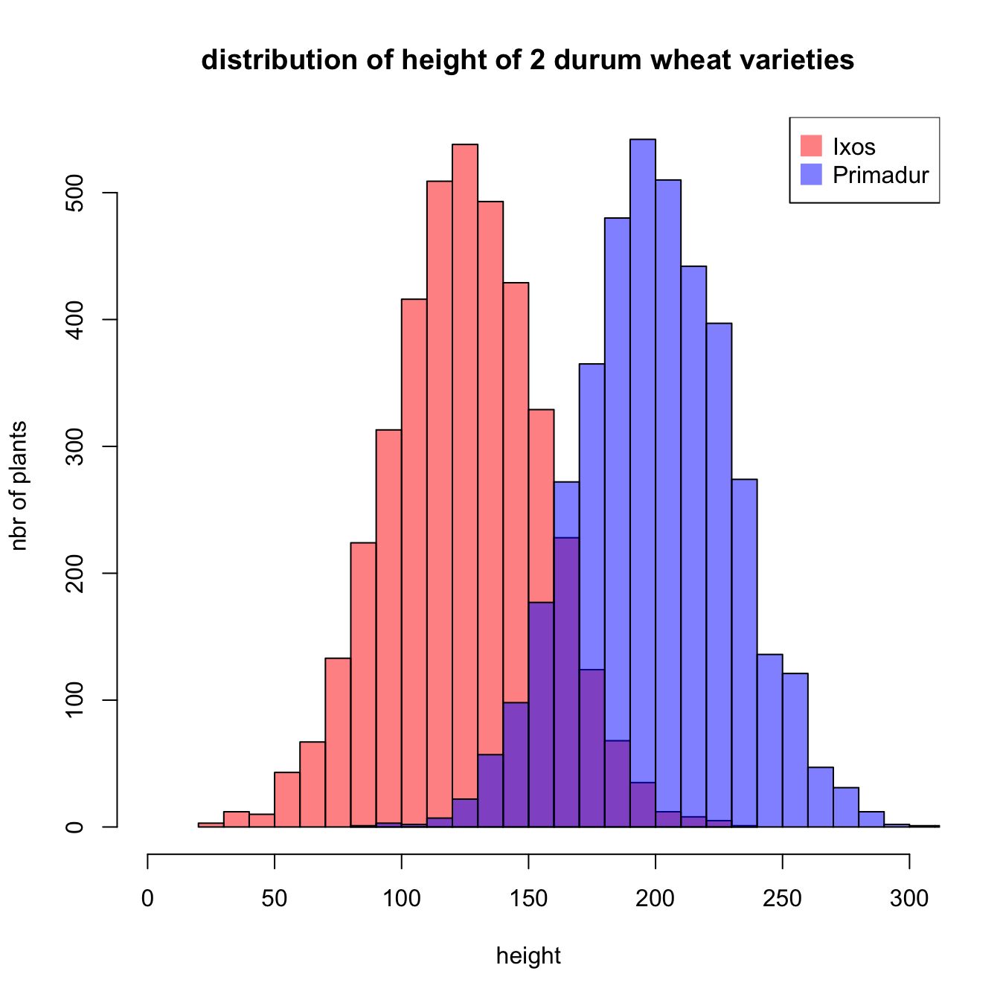 distribution of height of 2 durum wheat varieties
Ixos
Primadur
nbr of plants
500
400
300
200
100
0
0 50 100 150 200 250 300
height